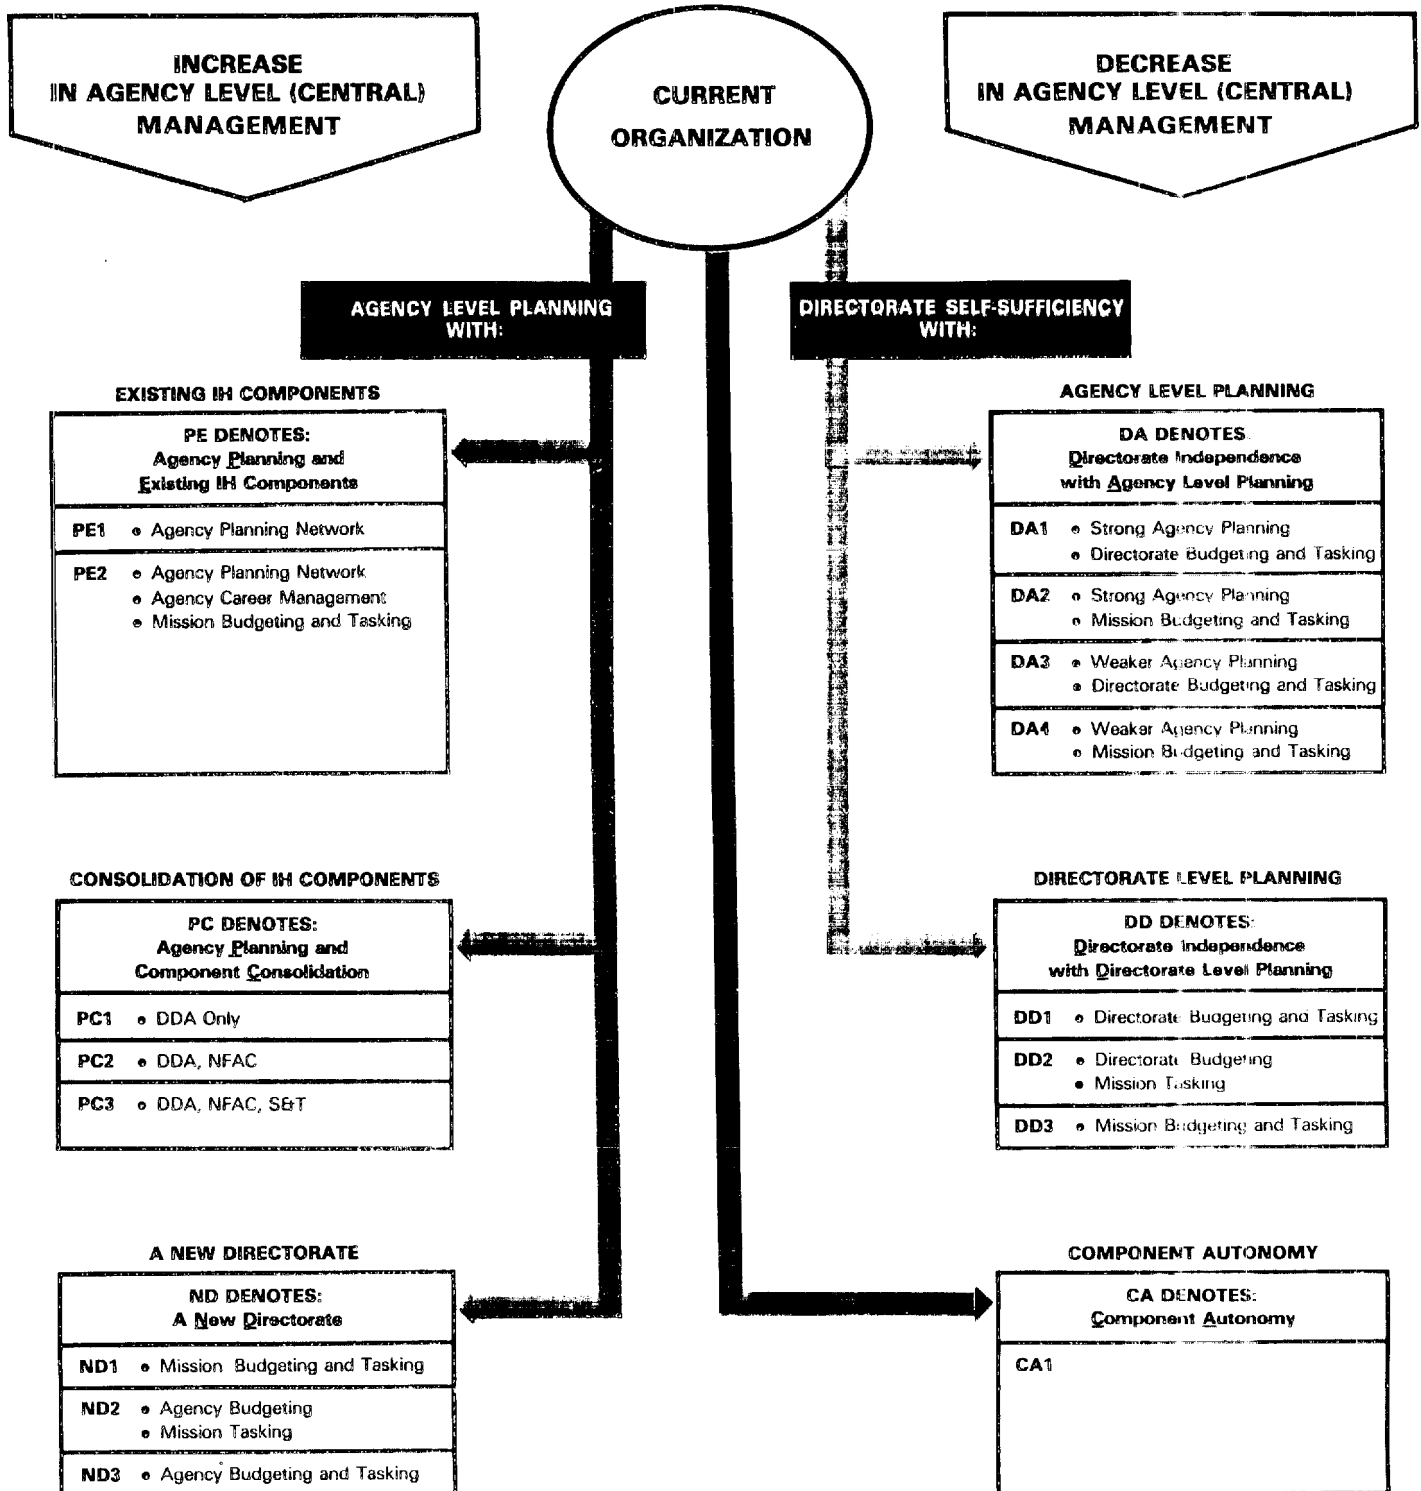 INCREASE
IN AGENCY LEVEL (CENTRAL)
MANAGEMENT
CURRENT
ORGANIZATION
DECREASE
IN AGENCY LEVEL (CENTRAL)
MANAGEMENT
AGENCY LEVEL PLANNING
WITH:
DIRECTORATE SELF-SUFFICIENCY
WITH:
EXISTING IH COMPONENTS
PE DENOTES:
Agency Planning and
Existing IH Components
PE1 • Agency Planning Network
PE2 • Agency Planning Network
• Agency Career Management
• Mission Budgeting and Tasking
AGENCY LEVEL PLANNING
DA DENOTES
Directorate Independence
with Agency Level Planning
DA1 • Strong Agency Planning
• Directorate Budgeting and Tasking
DA2 • Strong Agency Planning
• Mission Budgeting and Tasking
DA3 • Weaker Agency Planning
• Directorate Budgeting and Tasking
DA4 • Weaker Agency Planning
• Mission Budgeting and Tasking
CONSOLIDATION OF IH COMPONENTS
PC DENOTES:
Agency Planning and
Component Consolidation
PC1 • DDA Only
PC2 • DDA, NFAC
PC3 • DDA, NFAC, S&T
DIRECTORATE LEVEL PLANNING
DD DENOTES:
Directorate Independence
with Directorate Level Planning
DD1 • Directorate Budgeting and Tasking
DD2 • Directorate Budgeting
• Mission Tasking
DD3 • Mission Budgeting and Tasking
A NEW DIRECTORATE
ND DENOTES:
A New Directorate
ND1 • Mission Budgeting and Tasking
ND2 • Agency Budgeting
• Mission Tasking
ND3 • Agency Budgeting and Tasking
COMPONENT AUTONOMY
CA DENOTES:
Component Autonomy
CA1